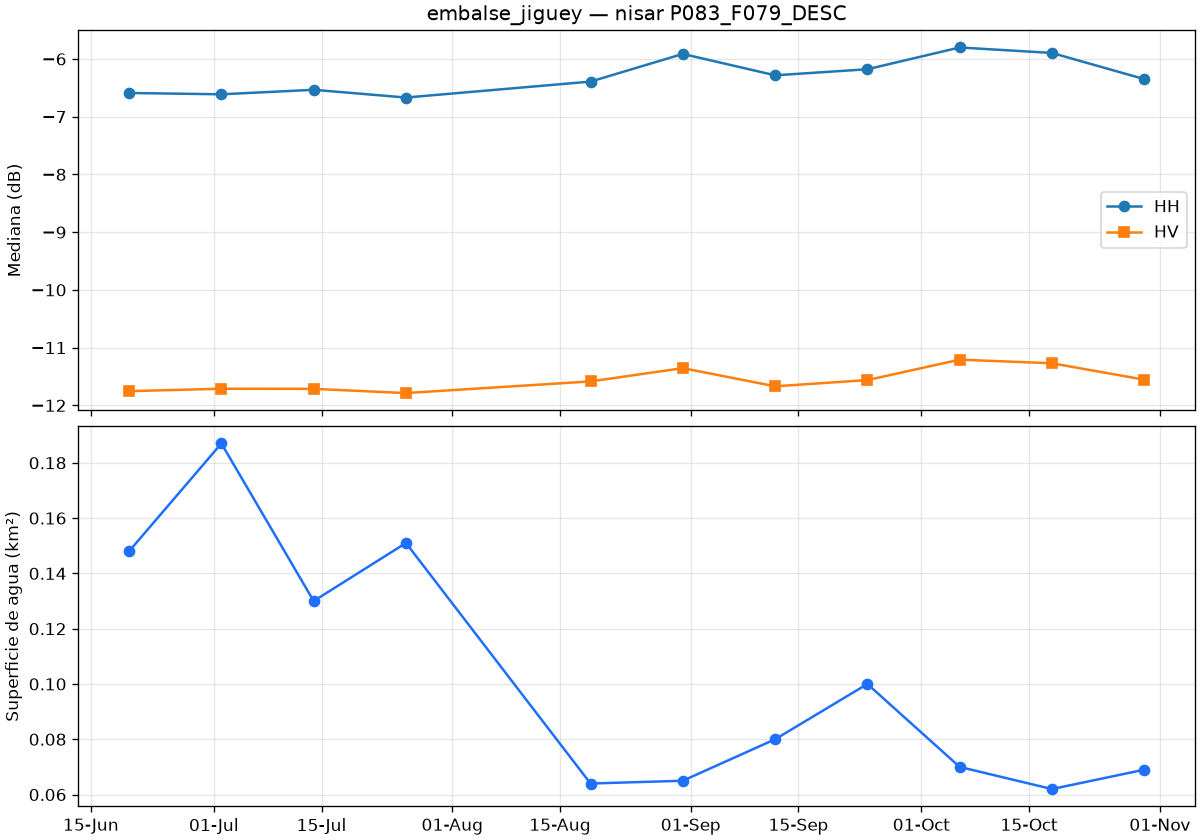 embalse_jiguey — nisar P083_F079_DESC
Mediana (dB)
−6
−7
−8
−9
−10
−11
−12
HH
HV
Superficie de agua (km²)
0.18
0.16
0.14
0.12
0.10
0.08
0.06
15-Jun 01-Jul 15-Jul 01-Aug 15-Aug 01-Sep 15-Sep 01-Oct 15-Oct 01-Nov